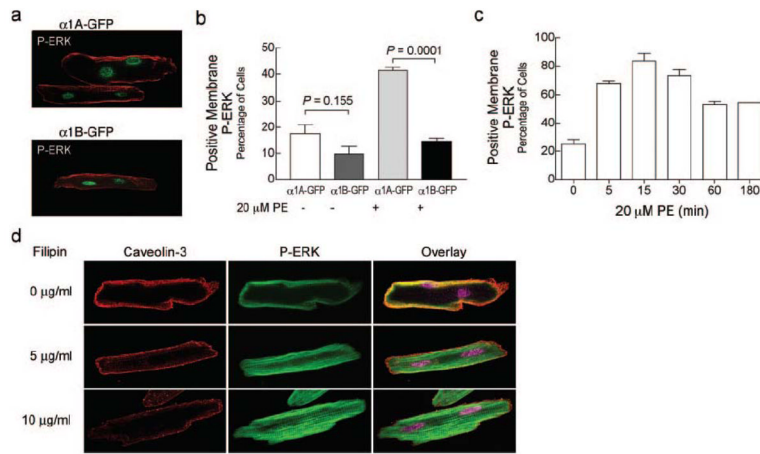 a
α1A-GFP
P-ERK
α1B-GFP
P-ERK
b
Positive Membrane
P-ERK
Percentage of Cells
50
40
30
20
10
0
P = 0.155
P = 0.0001
α1A-GFP α1B-GFP α1A-GFP α1B-GFP
20 μM PE - - + +
c
Positive Membrane
P-ERK
Percentage of Cells
100
80
60
40
20
0 5 15 30 60 180
20 μM PE (min)
d
Filipin Caveolin-3 P-ERK Overlay
0 μg/ml
5 μg/ml
10 μg/ml